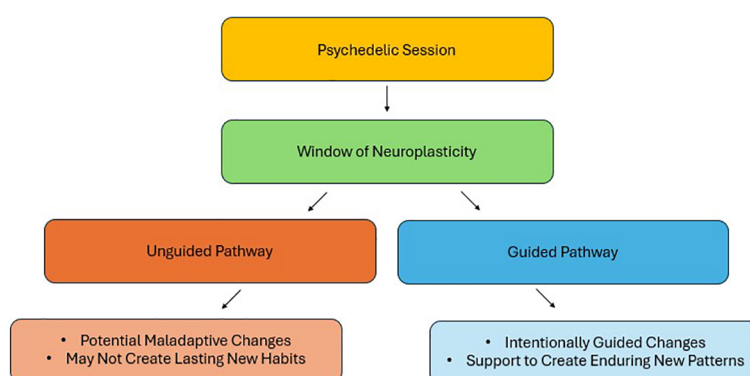 Psychedelic Session
Window of Neuroplasticity
Unguided Pathway
Guided Pathway
• Potential Maladaptive Changes
• May Not Create Lasting New Habits
• Intentionally Guided Changes
• Support to Create Enduring New Patterns